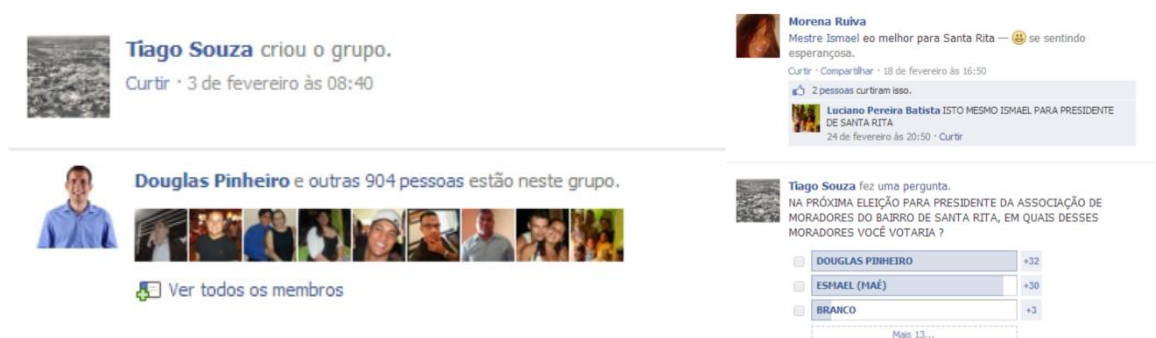 Tiago Souza criou o grupo.
Curtir · 3 de fevereiro às 08:40
Douglas Pinheiro e outras 904 pessoas estão neste grupo.
Ver todos os membros
Morena Ruiva
Mestre Ismael eo melhor para Santa Rita — se sentindo
esperançosa.
Curtir · Compartilhar · 18 de fevereiro às 16:50
2 pessoas curtiram isso.
Luciano Pereira Batista ISTO MESMO ISMAEL PARA PRESIDENTE
DE SANTA RITA
24 de fevereiro às 20:50 · Curtir
Tiago Souza fez uma pergunta.
NA PRÓXIMA ELEIÇÃO PARA PRESIDENTE DA ASSOCIAÇÃO DE
MORADORES DO BAIRRO DE SANTA RITA, EM QUAIS DESSES
MORADORES VOCÊ VOTARIA ?
DOUGLAS PINHEIRO +32
ESMAEL (MAÉ) +30
BRANCO +3
Mais 13...